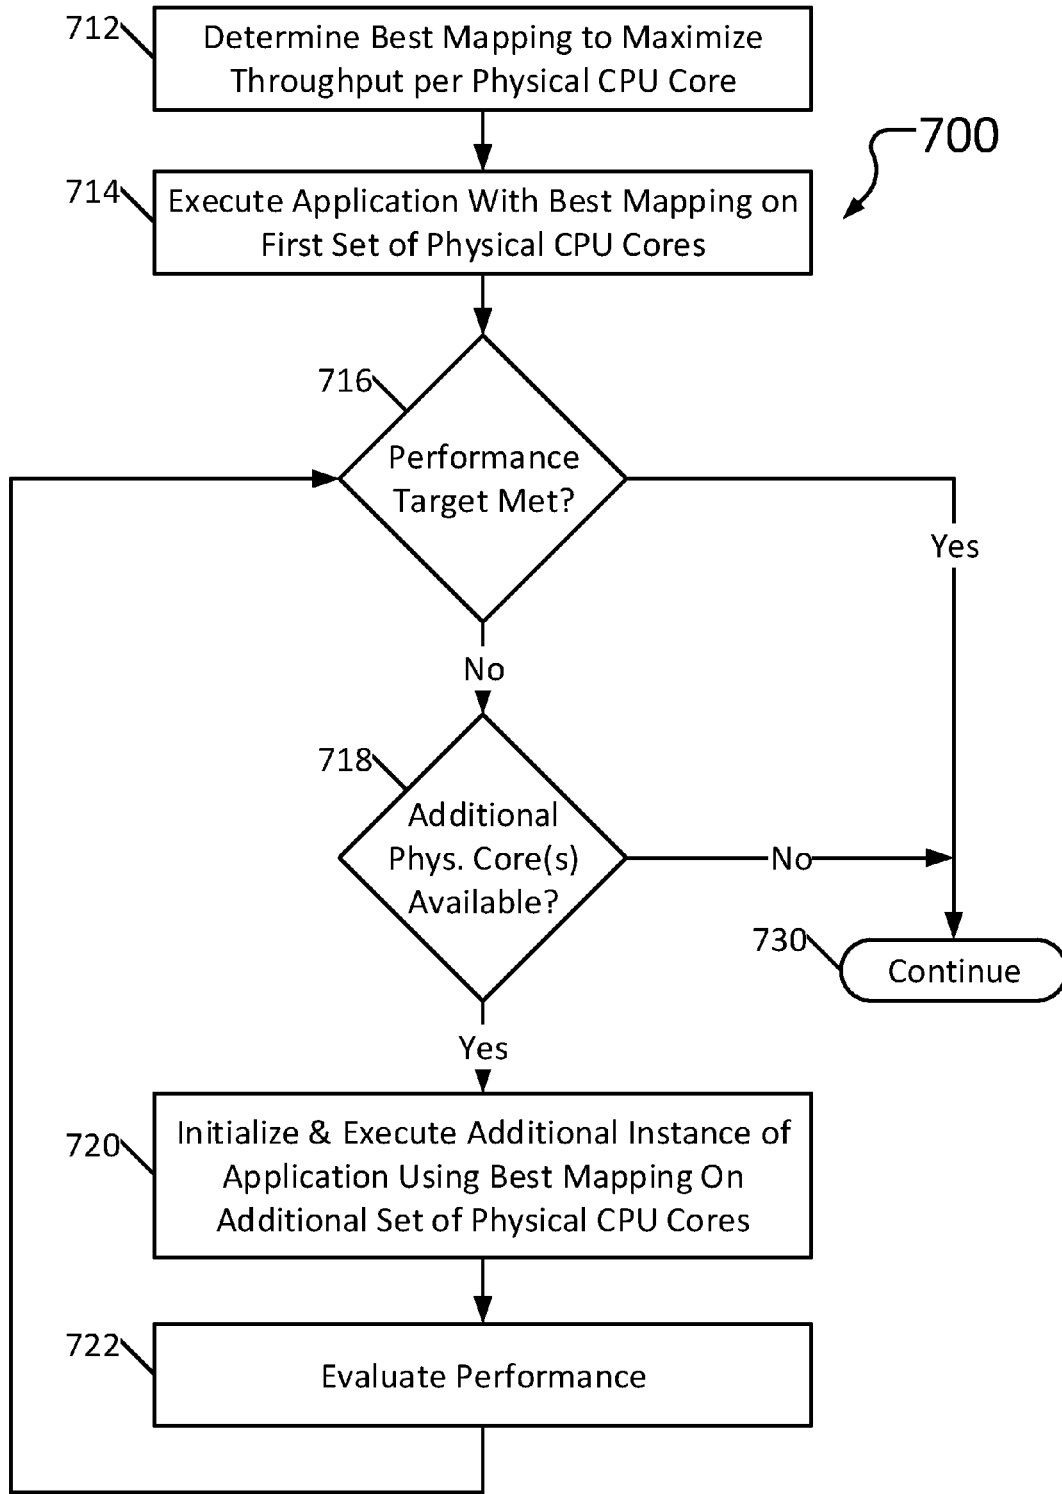 712
Determine Best Mapping to Maximize
Throughput per Physical CPU Core
700
714
Execute Application With Best Mapping on
First Set of Physical CPU Cores
716
Performance
Target Met?
Yes
No
718
Additional
Phys. Core(s)
Available?
No
730
Continue
Yes
720
Initialize & Execute Additional Instance of
Application Using Best Mapping On
Additional Set of Physical CPU Cores
722
Evaluate Performance